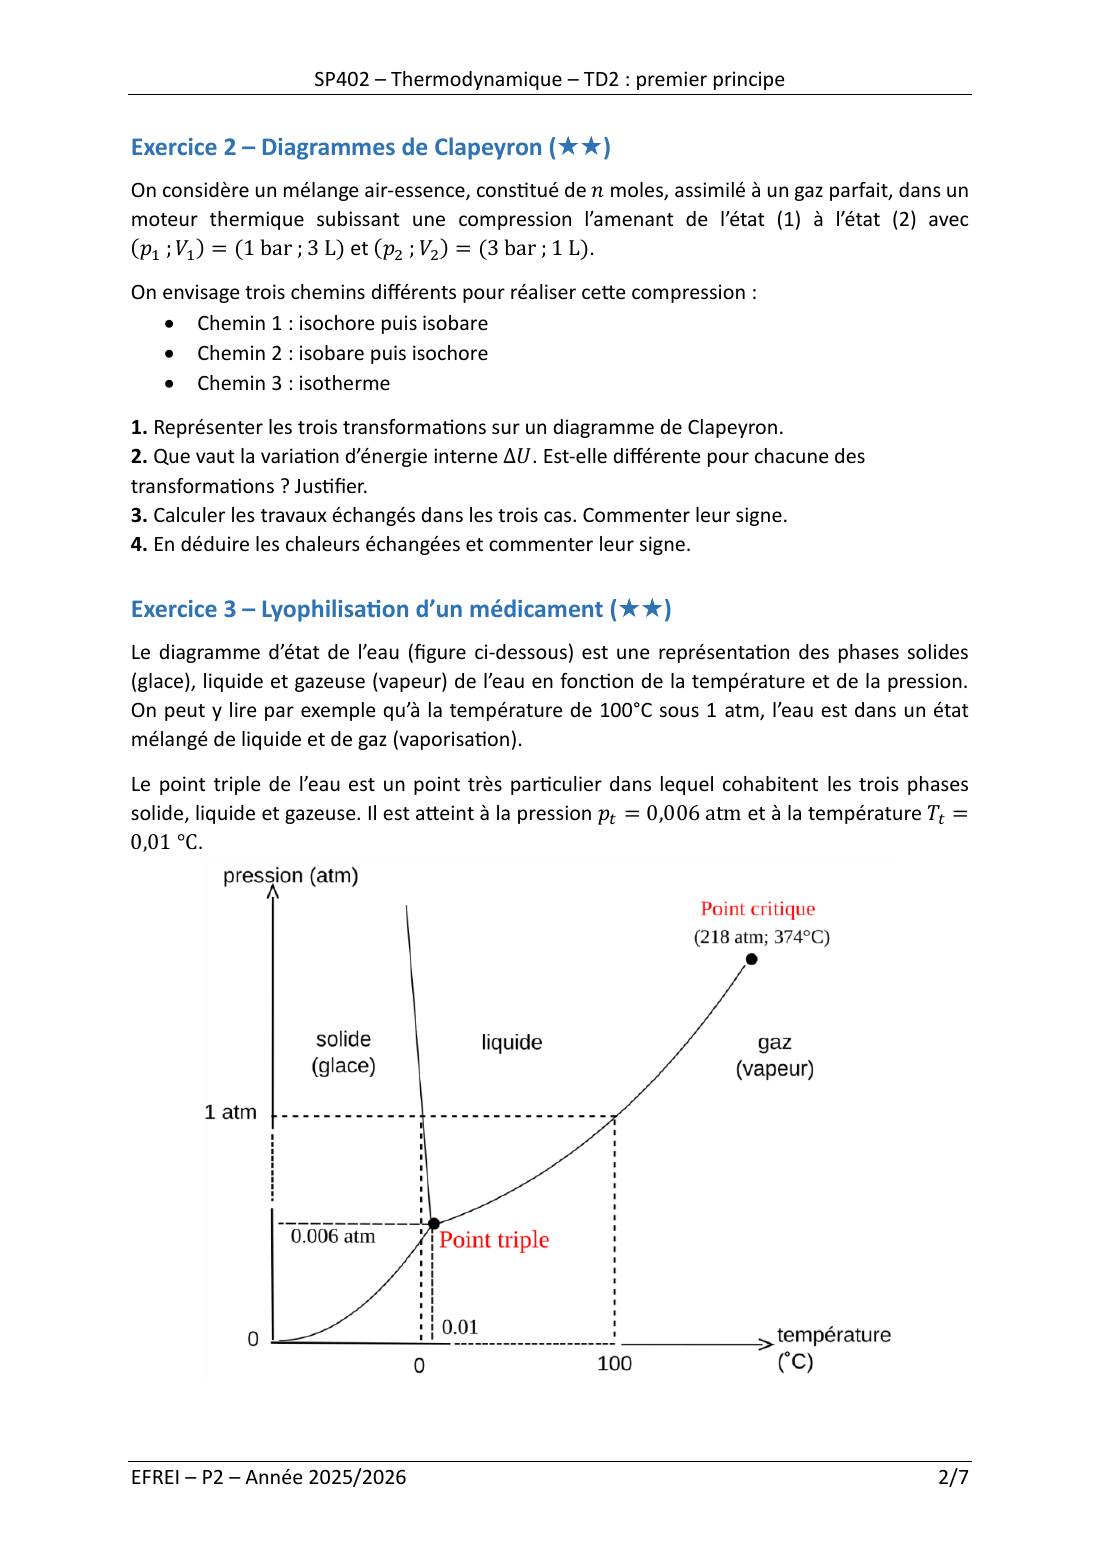 SP402 – Thermodynamique – TD2 : premier principe
Exercice 2 – Diagrammes de Clapeyron (★★)
On considère un mélange air-essence, constitué de n moles, assimilé à un gaz parfait, dans un
moteur thermique subissant une compression l’amenant de l’état (1) à l’état (2) avec
(p₁ ; V₁) = (1 bar ; 3 L) et (p₂ ; V₂) = (3 bar ; 1 L).
On envisage trois chemins différents pour réaliser cette compression :
• Chemin 1 : isochore puis isobare
• Chemin 2 : isobare puis isochore
• Chemin 3 : isotherme
1. Représenter les trois transformations sur un diagramme de Clapeyron.
2. Que vaut la variation d’énergie interne ΔU. Est-elle différente pour chacune des
transformations ? Justifier.
3. Calculer les travaux échangés dans les trois cas. Commenter leur signe.
4. En déduire les chaleurs échangées et commenter leur signe.
Exercice 3 – Lyophilisation d’un médicament (★★)
Le diagramme d’état de l’eau (figure ci-dessous) est une représentation des phases solides
(glace), liquide et gazeuse (vapeur) de l’eau en fonction de la température et de la pression.
On peut y lire par exemple qu’à la température de 100°C sous 1 atm, l’eau est dans un état
mélangé de liquide et de gaz (vaporisation).
Le point triple de l’eau est un point très particulier dans lequel cohabitent les trois phases
solide, liquide et gazeuse. Il est atteint à la pression pₜ = 0,006 atm et à la température Tₜ =
0,01 °C.
pression (atm)
Point critique
(218 atm; 374°C)
solide
(glace)
liquide
gaz
(vapeur)
1 atm
0.006 atm
Point triple
0.01
0
température
(°C)
0
100
EFREI – P2 – Année 2025/2026
2/7